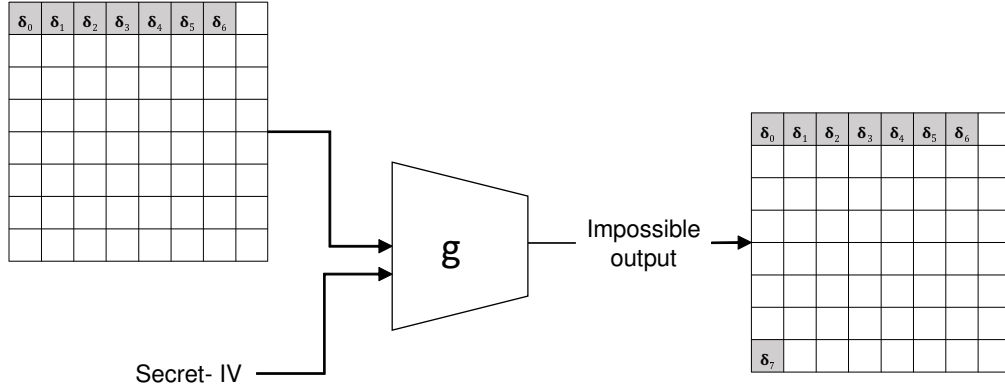 δ₀ δ₁ δ₂ δ₃ δ₄ δ₅ δ₆
g
Secret- IV
Impossible
output
δ₀ δ₁ δ₂ δ₃ δ₄ δ₅ δ₆
δ₇